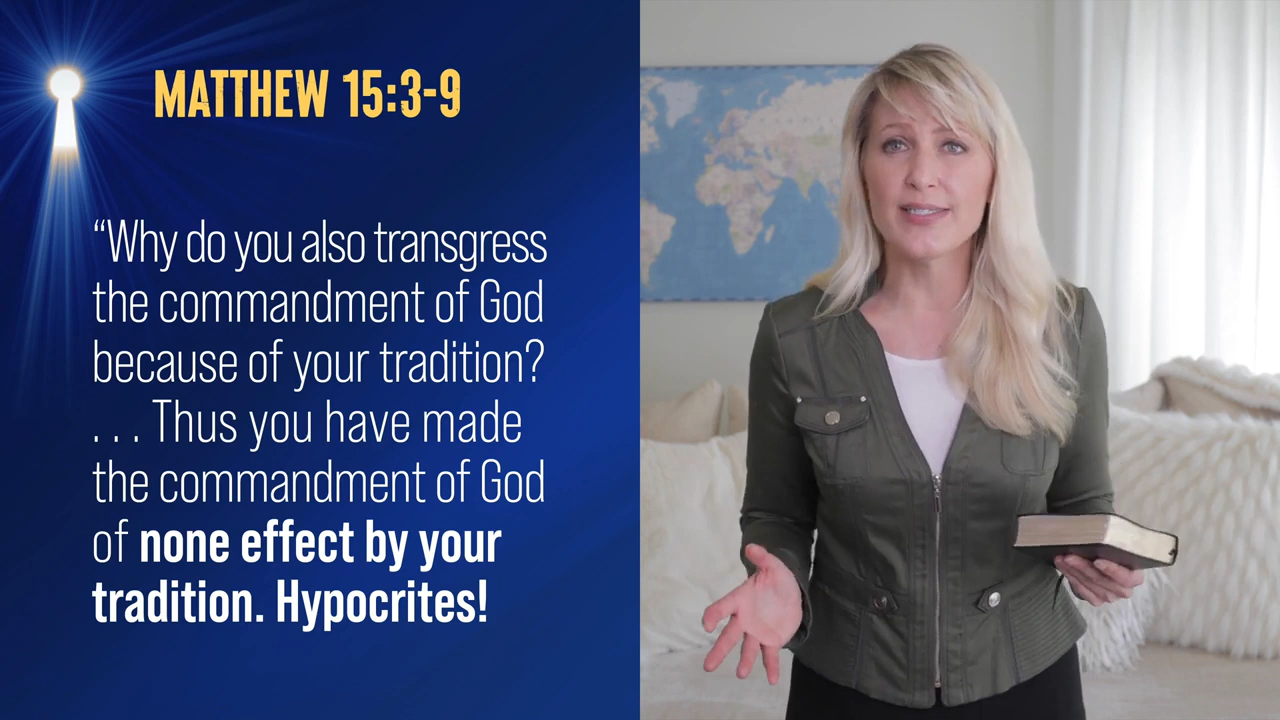 MATTHEW 15:3-9
“Why do you also transgress
the commandment of God
because of your tradition?
. . . Thus you have made
the commandment of God
of none effect by your
tradition. Hypocrites!